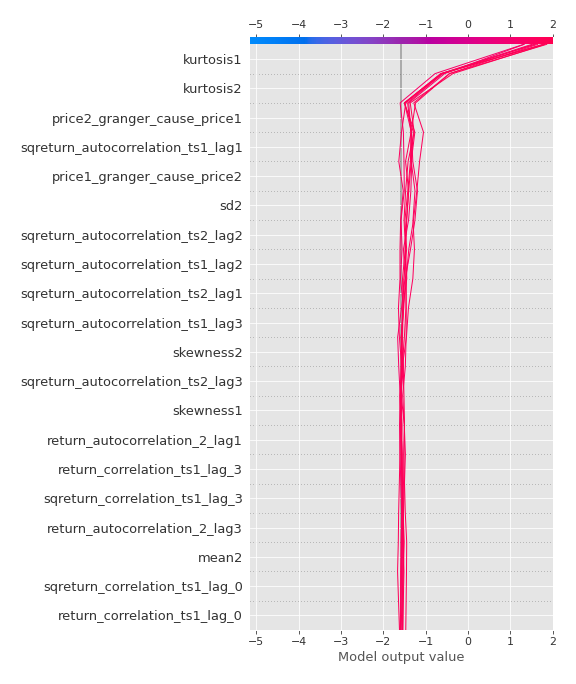 −5 −4 −3 −2 −1 0 1 2
kurtosis1
kurtosis2
price2_granger_cause_price1
sqreturn_autocorrelation_ts1_lag1
price1_granger_cause_price2
sd2
sqreturn_autocorrelation_ts2_lag2
sqreturn_autocorrelation_ts1_lag2
sqreturn_autocorrelation_ts2_lag1
sqreturn_autocorrelation_ts1_lag3
skewness2
sqreturn_autocorrelation_ts2_lag3
skewness1
return_autocorrelation_2_lag1
return_correlation_ts1_lag_3
sqreturn_correlation_ts1_lag_3
return_autocorrelation_2_lag3
mean2
sqreturn_correlation_ts1_lag_0
return_correlation_ts1_lag_0
−5 −4 −3 −2 −1 0 1 2
Model output value